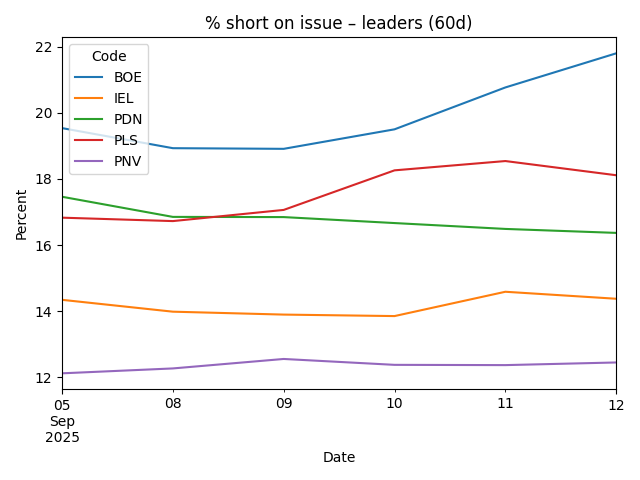 % short on issue – leaders (60d)
Code
BOE
IEL
PDN
PLS
PNV
Percent
22
20
18
16
14
12
05 08 09 10 11 12
Sep
2025
Date